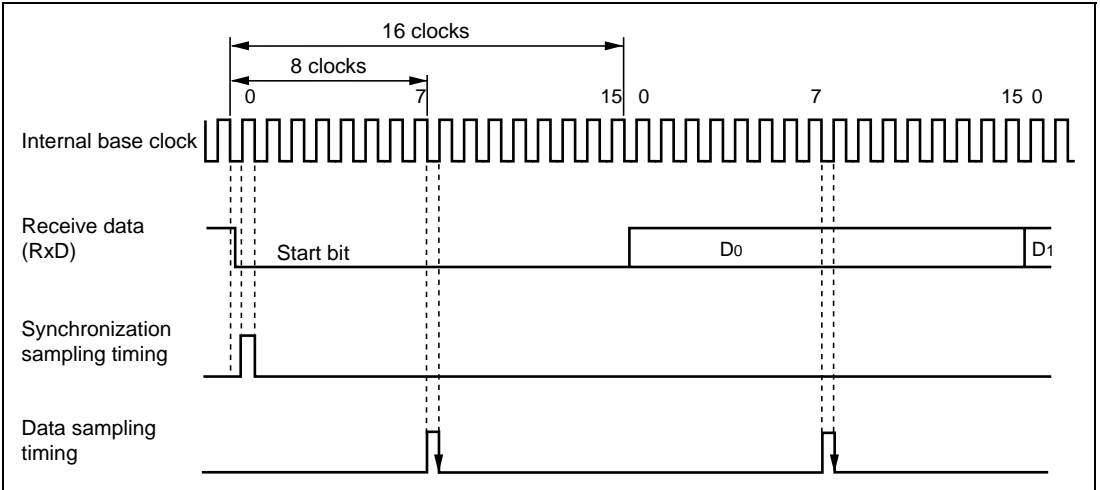 16 clocks
8 clocks
0 7 15 0 7 15 0
Internal base clock
Receive data
(RxD)
Start bit D0 D1
Synchronization
sampling timing
Data sampling
timing